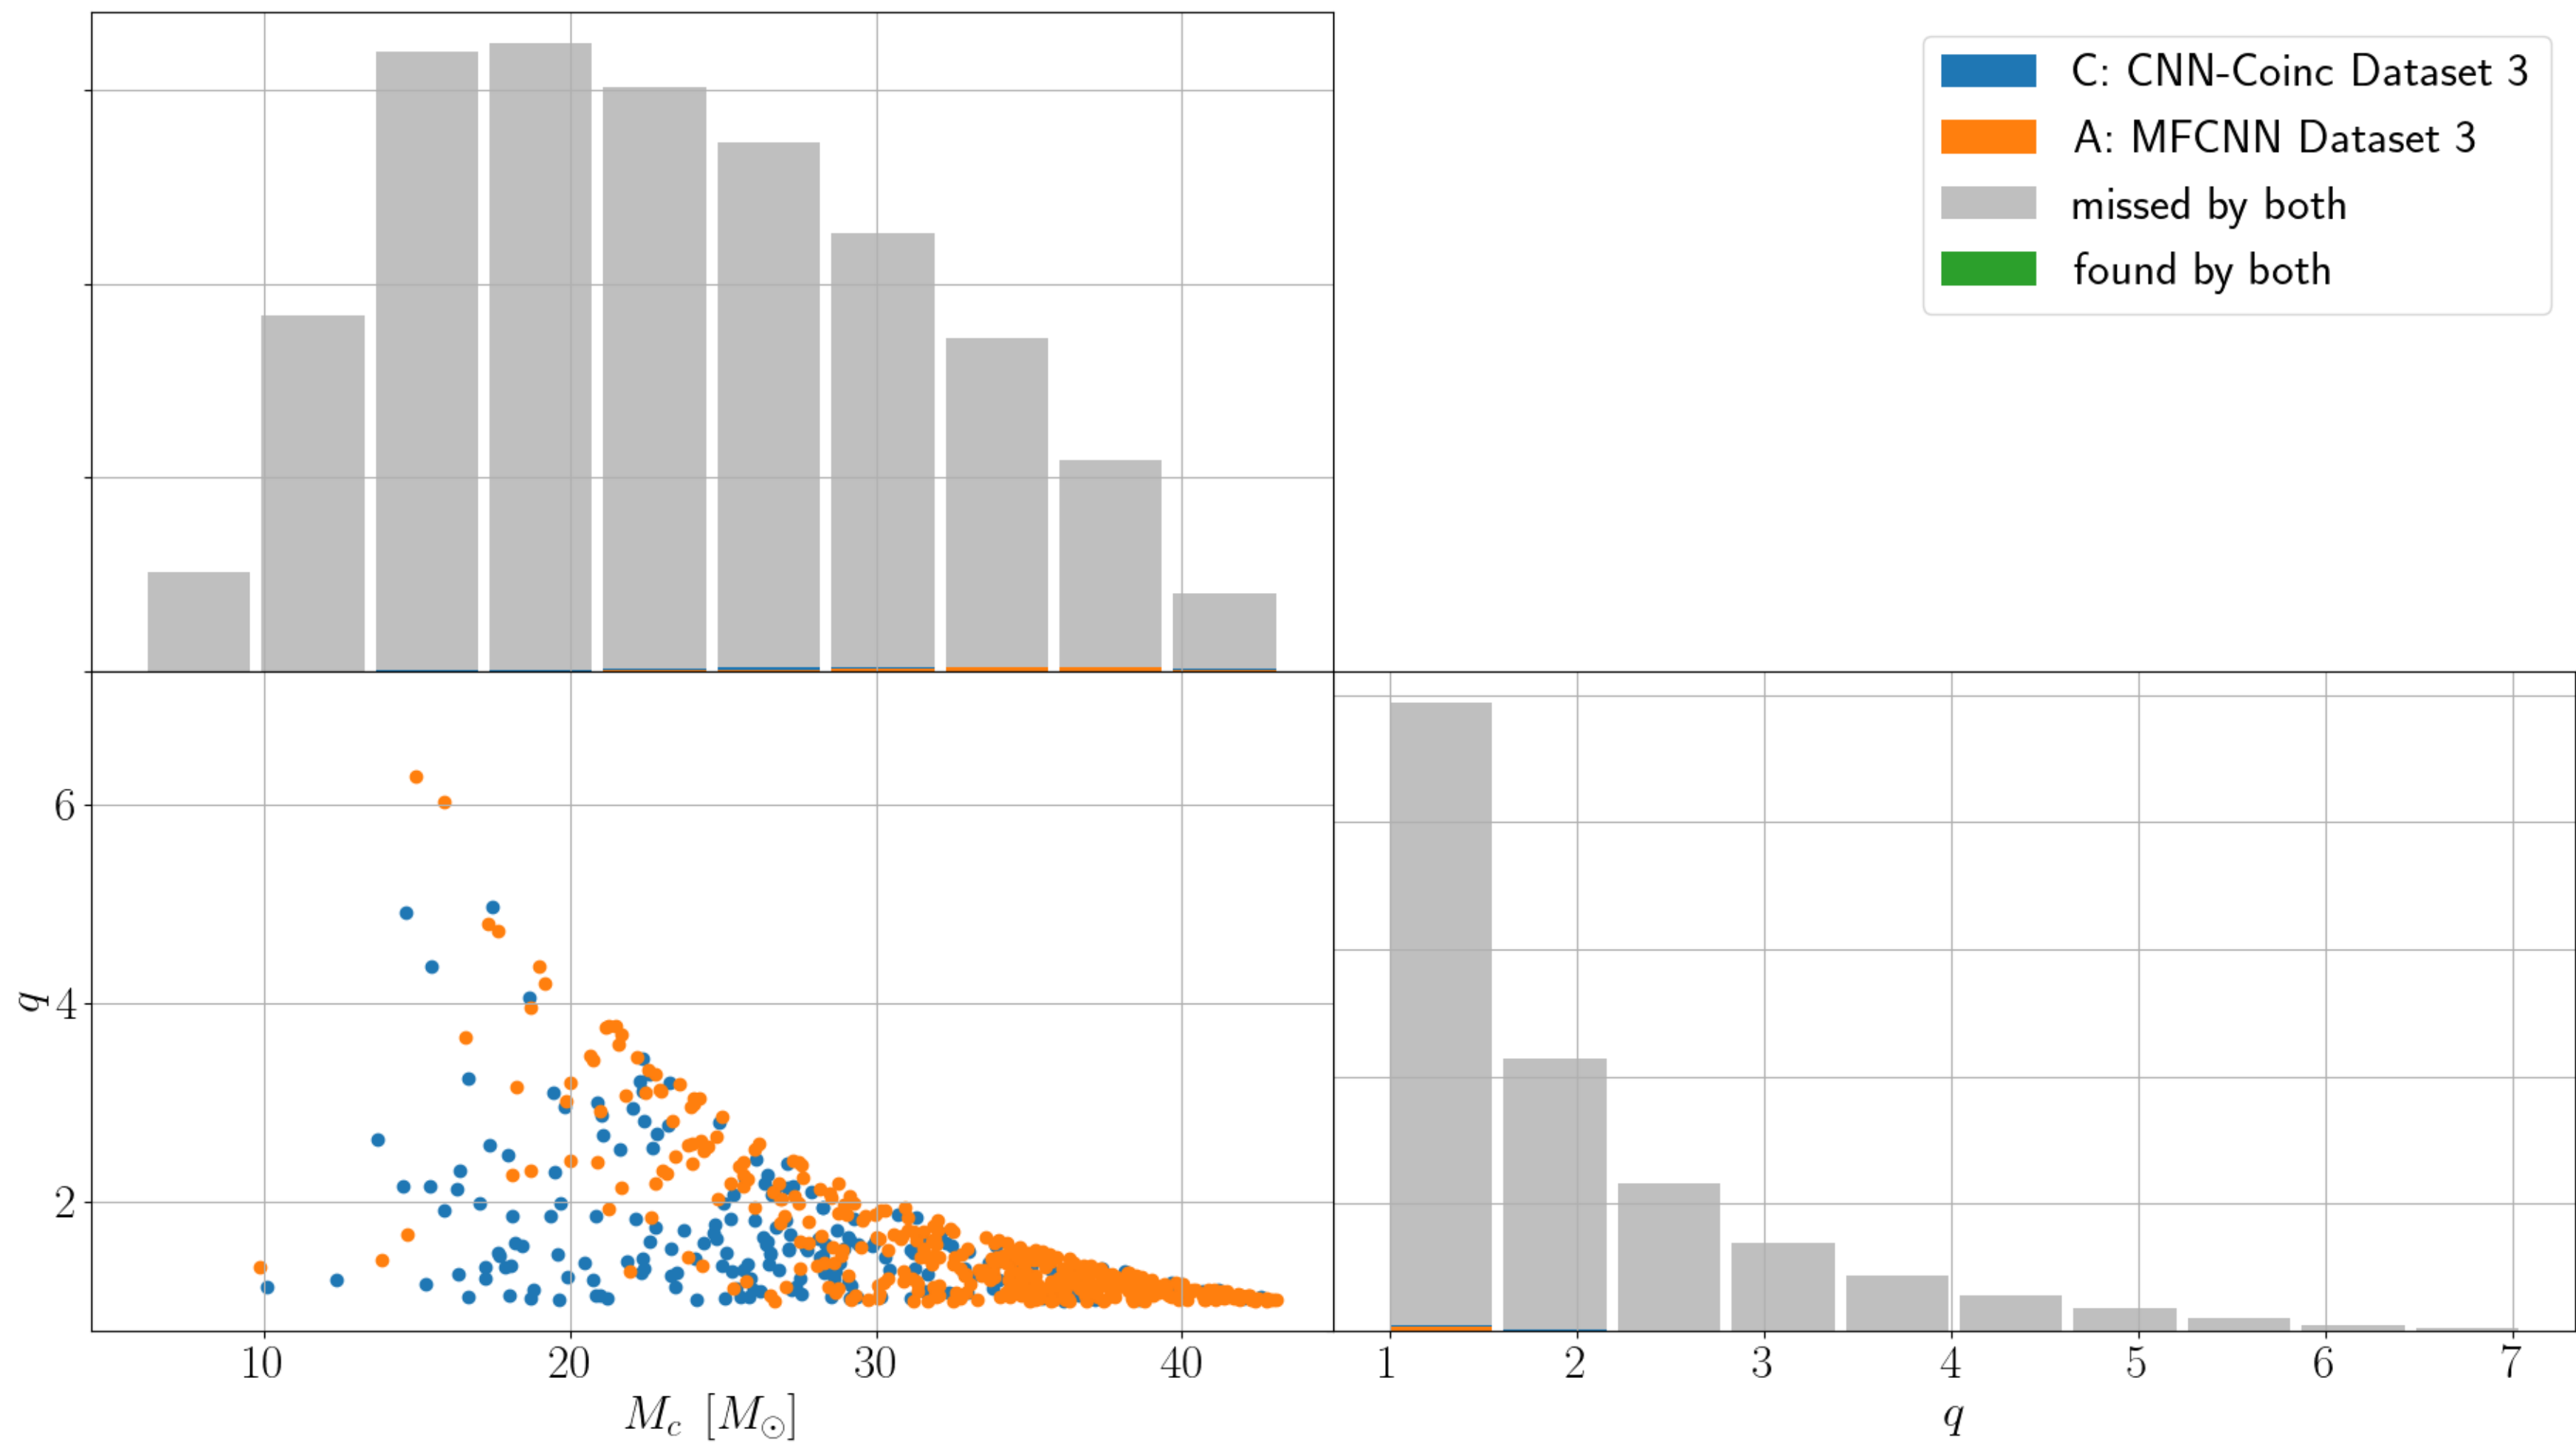 C: CNN-Coinc Dataset 3
A: MFCNN Dataset 3
missed by both
found by both
6
4
2
q
10 20 30 40
M_c [M_⊙]
1 2 3 4 5 6 7
q